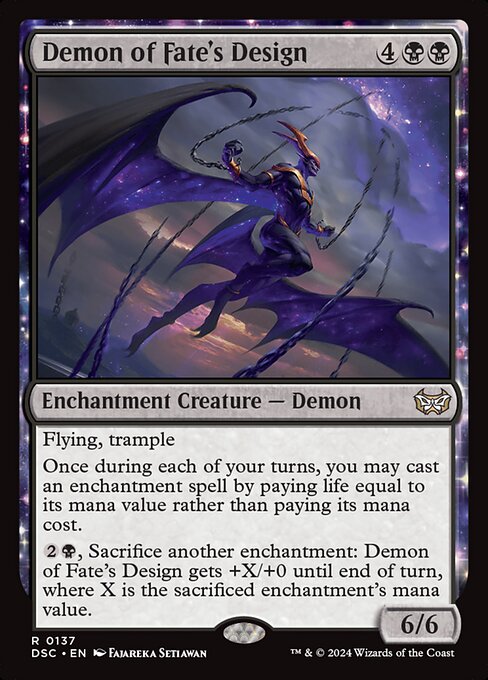 Demon of Fate's Design 4
Enchantment Creature — Demon
Flying, trample
Once during each of your turns, you may cast
an enchantment spell by paying life equal to
its mana value rather than paying its mana
cost.
2, Sacrifice another enchantment: Demon
of Fate's Design gets +X/+0 until end of turn,
where X is the sacrificed enchantment's mana
value.
6/6
R 0137
DSC • EN Fajareka Setiawan
™ & © 2024 Wizards of the Coast